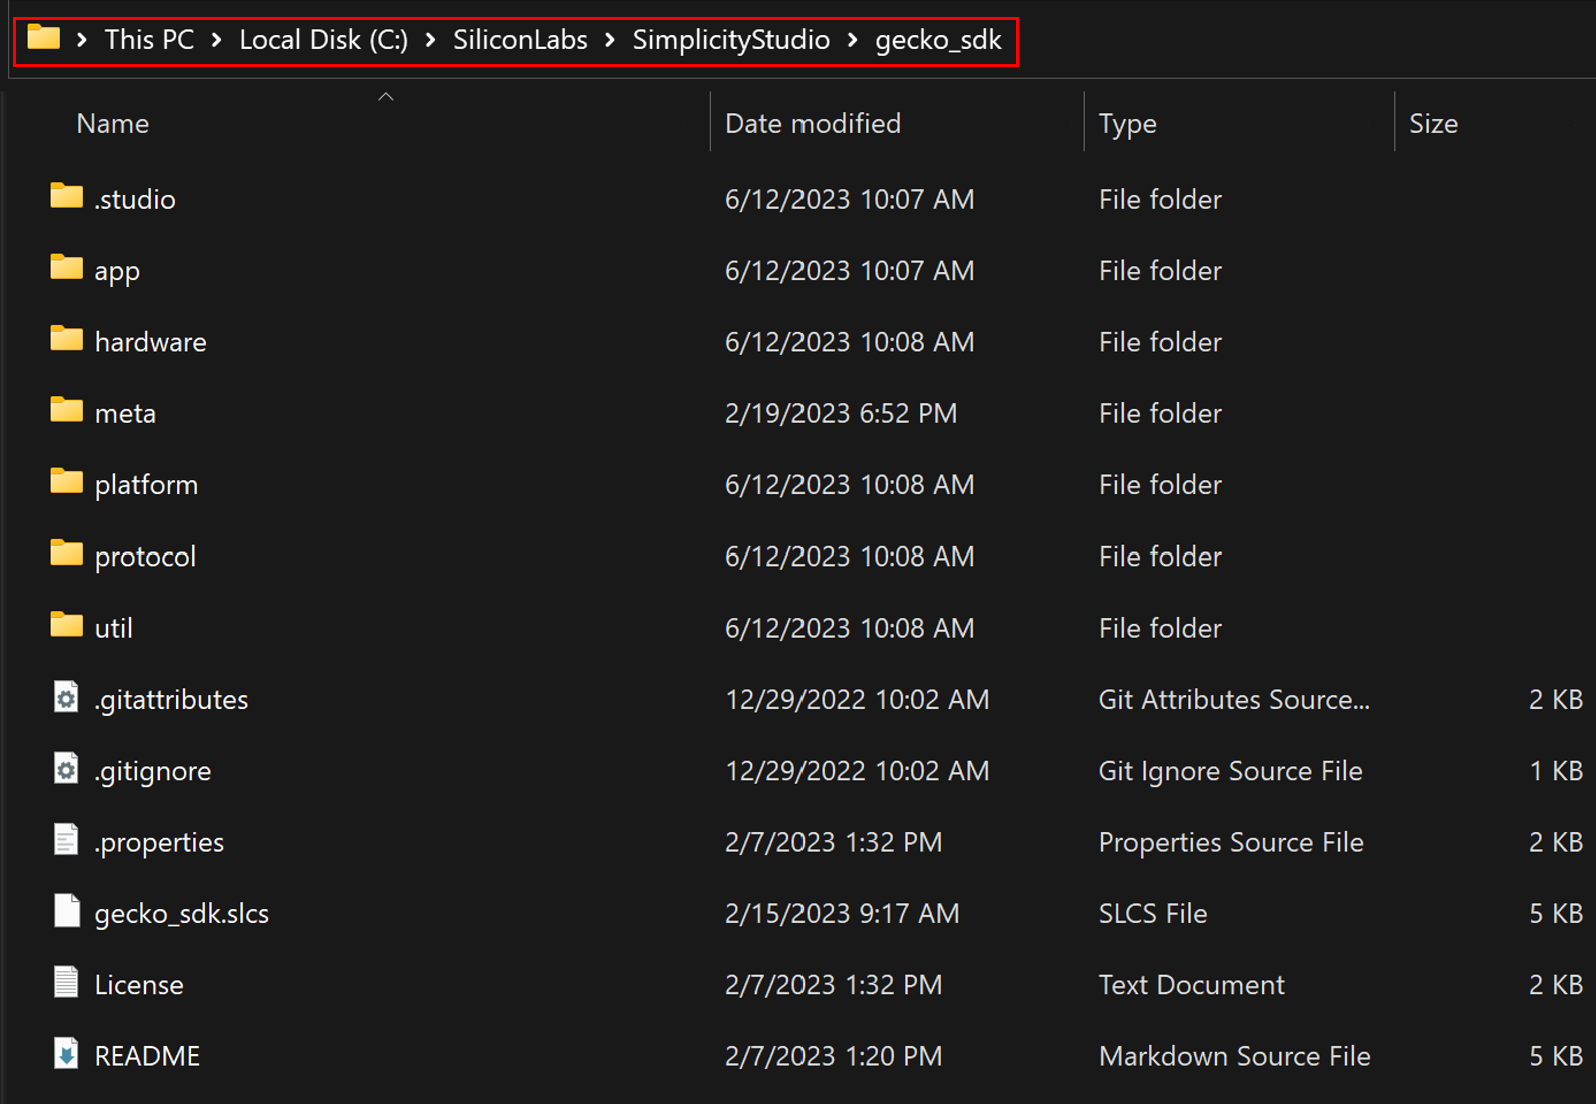 This PC > Local Disk (C:) > SiliconLabs > SimplicityStudio > gecko_sdk
Name Date modified Type Size
.studio 6/12/2023 10:07 AM File folder
app 6/12/2023 10:07 AM File folder
hardware 6/12/2023 10:08 AM File folder
meta 2/19/2023 6:52 PM File folder
platform 6/12/2023 10:08 AM File folder
protocol 6/12/2023 10:08 AM File folder
util 6/12/2023 10:08 AM File folder
.gitattributes 12/29/2022 10:02 AM Git Attributes Source... 2 KB
.gitignore 12/29/2022 10:02 AM Git Ignore Source File 1 KB
.properties 2/7/2023 1:32 PM Properties Source File 2 KB
gecko_sdk.slcs 2/15/2023 9:17 AM SLCS File 5 KB
License 2/7/2023 1:32 PM Text Document 2 KB
README 2/7/2023 1:20 PM Markdown Source File 5 KB